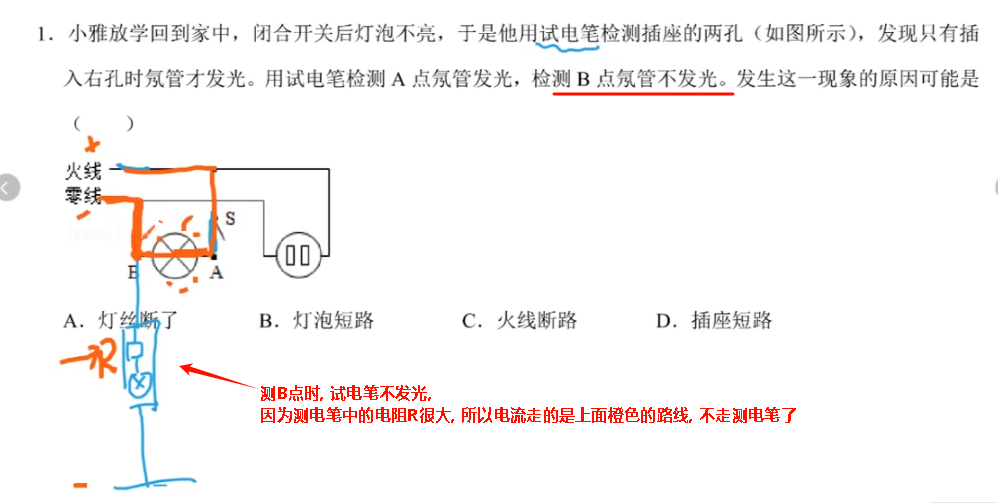 1. 小雅放学回到家中，闭合开关后灯泡不亮，于是他用试电笔检测插座的两孔（如图所示），发现只有插
入右孔时氖管才发光。用试电笔检测 A 点氖管发光，检测 B 点氖管不发光。发生这一现象的原因可能是
（ ）
火线
零线
S
B A
A．灯丝断了 B．灯泡短路 C．火线断路 D．插座短路
R
测B点时, 试电笔不发光,
因为测电笔中的电阻R很大, 所以电流走的是上面橙色的路线, 不走测电笔了